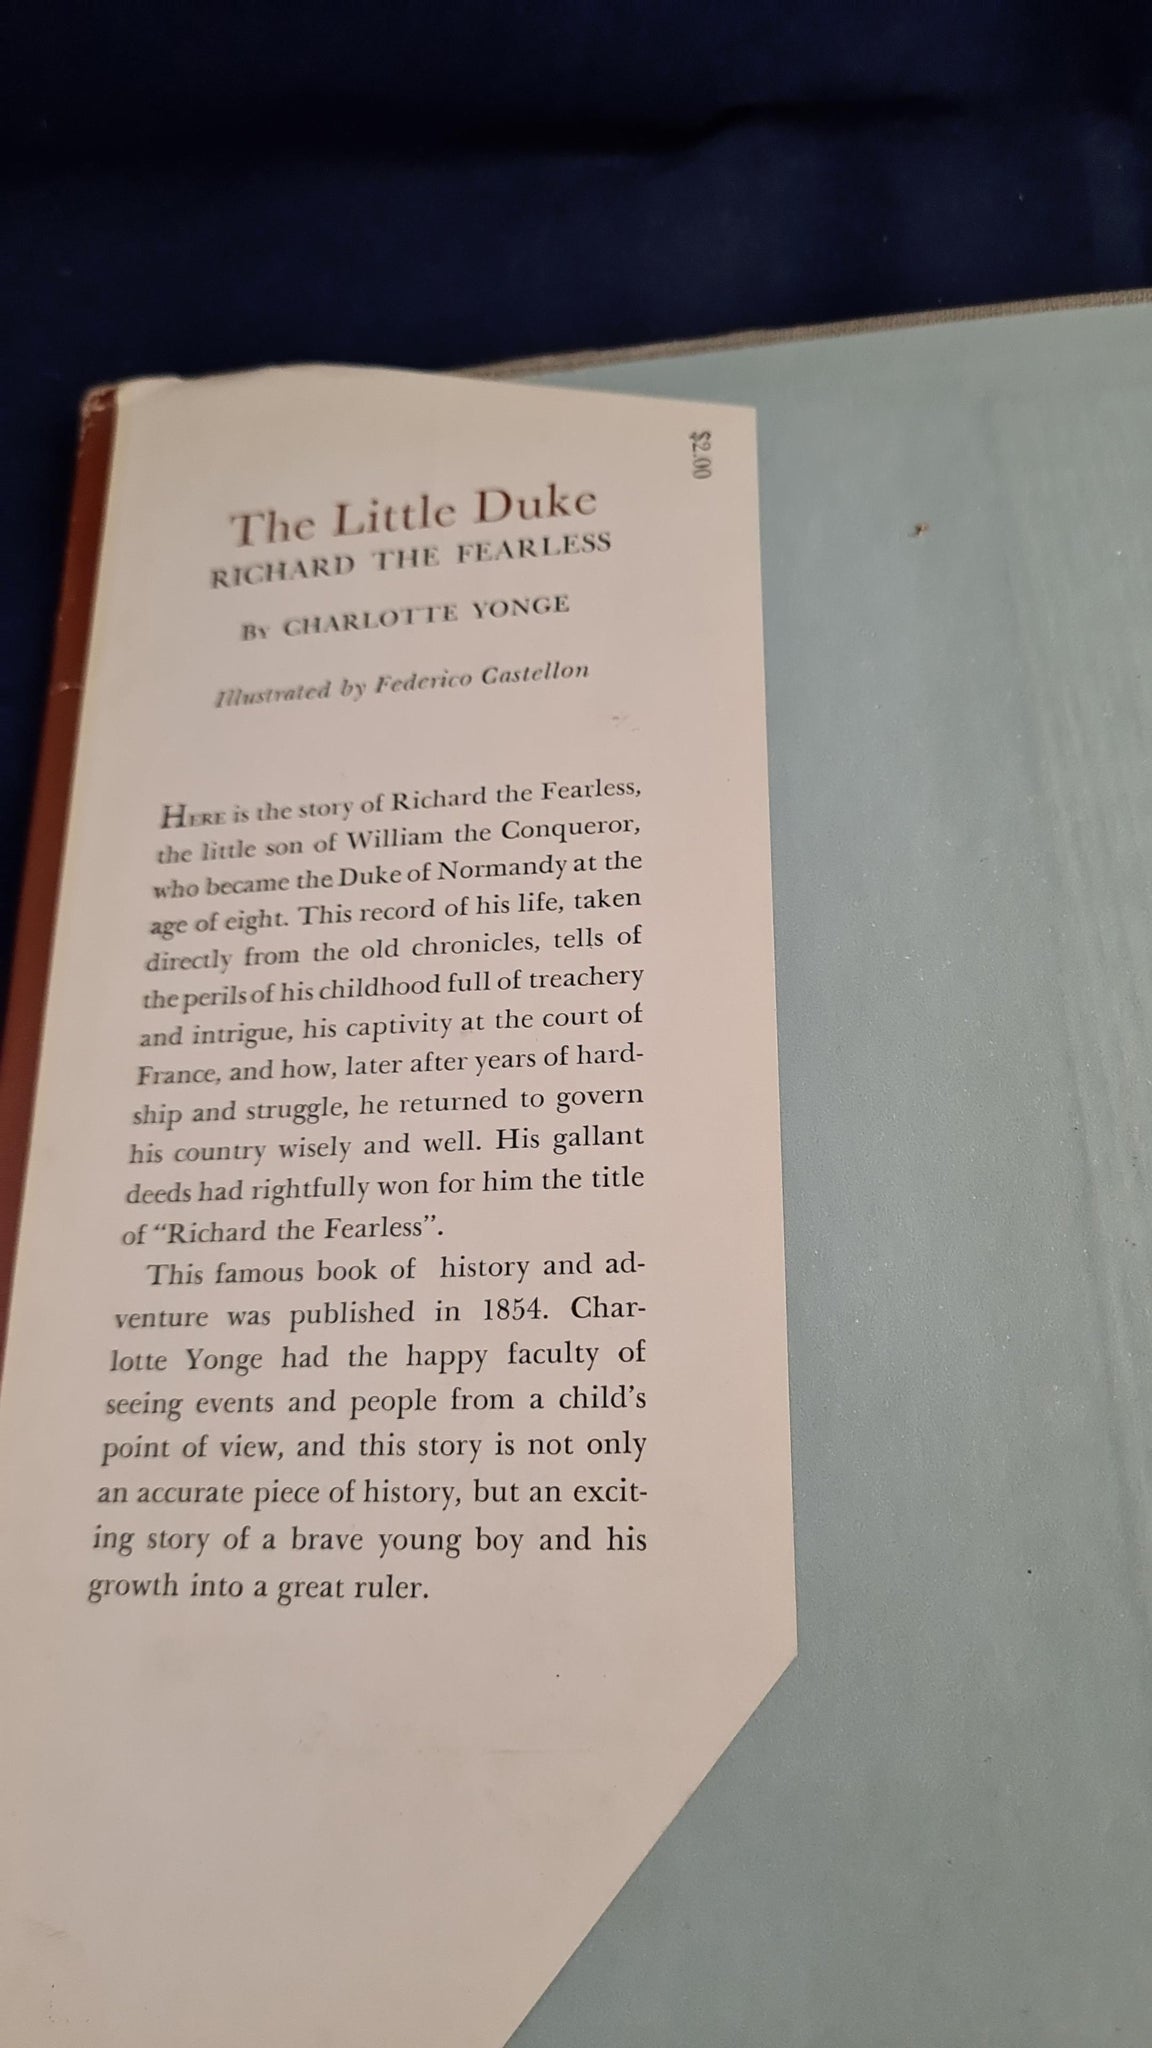 $2.00
The Little Duke
RICHARD THE FEARLESS
By CHARLOTTE YONGE
Illustrated by Federico Castellon
HERE is the story of Richard the Fearless,
the little son of William the Conqueror,
who became the Duke of Normandy at the
age of eight. This record of his life, taken
directly from the old chronicles, tells of
the perils of his childhood full of treachery
and intrigue, his captivity at the court of
France, and how, later after years of hard-
ship and struggle, he returned to govern
his country wisely and well. His gallant
deeds had rightfully won for him the title
of “Richard the Fearless”.
This famous book of history and ad-
venture was published in 1854. Char-
lotte Yonge had the happy faculty of
seeing events and people from a child’s
point of view, and this story is not only
an accurate piece of history, but an excit-
ing story of a brave young boy and his
growth into a great ruler.